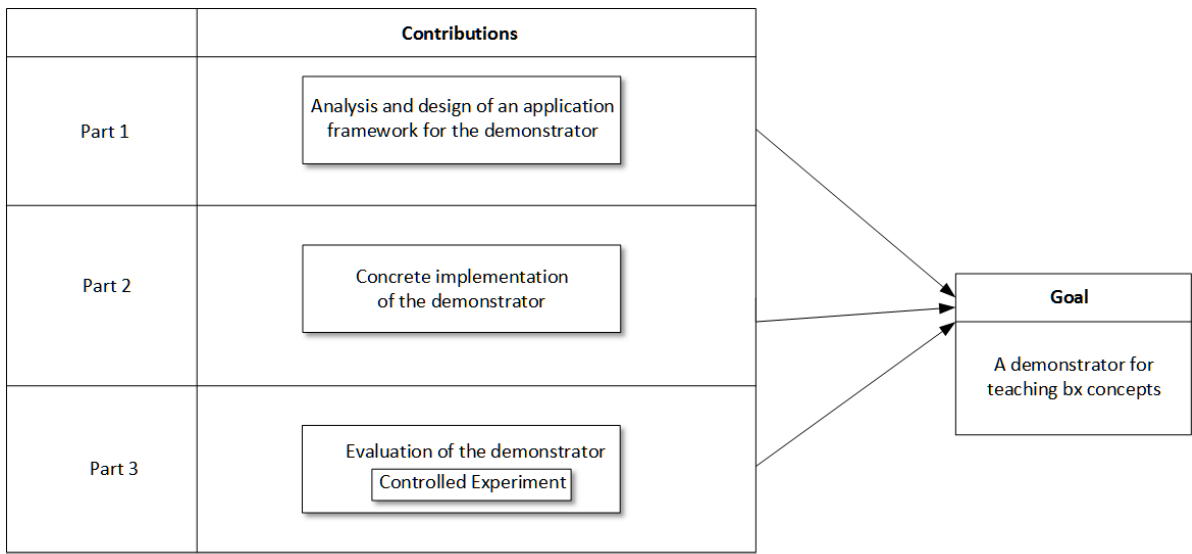 Contributions
Part 1
Analysis and design of an application
framework for the demonstrator
Part 2
Concrete implementation
of the demonstrator
Part 3
Evaluation of the demonstrator
Controlled Experiment
Goal
A demonstrator for
teaching bx concepts